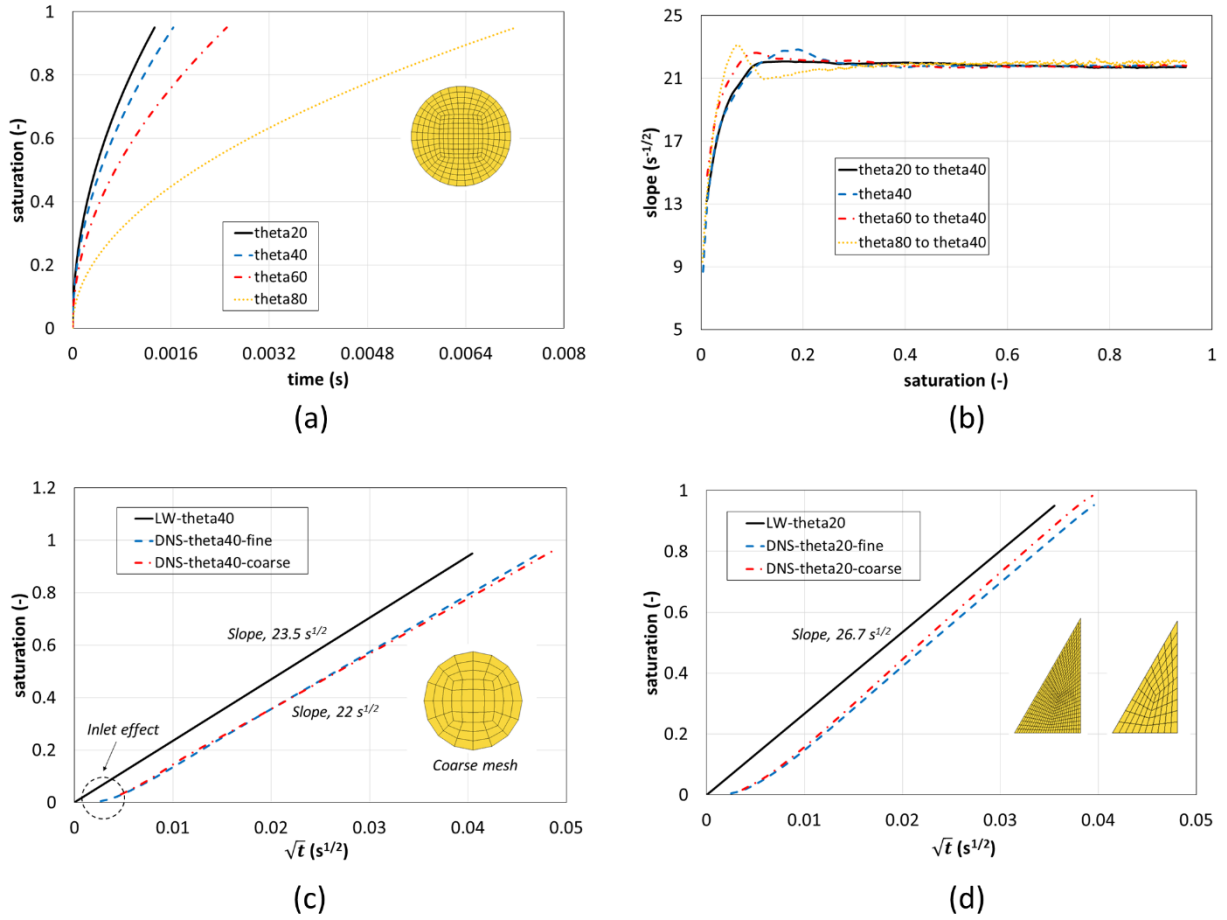 1
0.8
0.6
0.4
0.2
0
saturation (-)
theta20
theta40
theta60
theta80
0 0.0016 0.0032 0.0048 0.0064 0.008
time (s)
(a)
25
21
17
13
9
5
slope (s-1/2)
theta20 to theta40
theta40
theta60 to theta40
theta80 to theta40
0 0.2 0.4 0.6 0.8 1
saturation (-)
(b)
1.2
1
0.8
0.6
0.4
0.2
0
saturation (-)
LW-theta40
DNS-theta40-fine
DNS-theta40-coarse
Slope, 23.5 s1/2
Slope, 22 s1/2
Inlet effect
Coarse mesh
0 0.01 0.02 0.03 0.04 0.05
√t (s1/2)
(c)
1
0.8
0.6
0.4
0.2
0
saturation (-)
LW-theta20
DNS-theta20-fine
DNS-theta20-coarse
Slope, 26.7 s1/2
0 0.01 0.02 0.03 0.04 0.05
√t (s1/2)
(d)